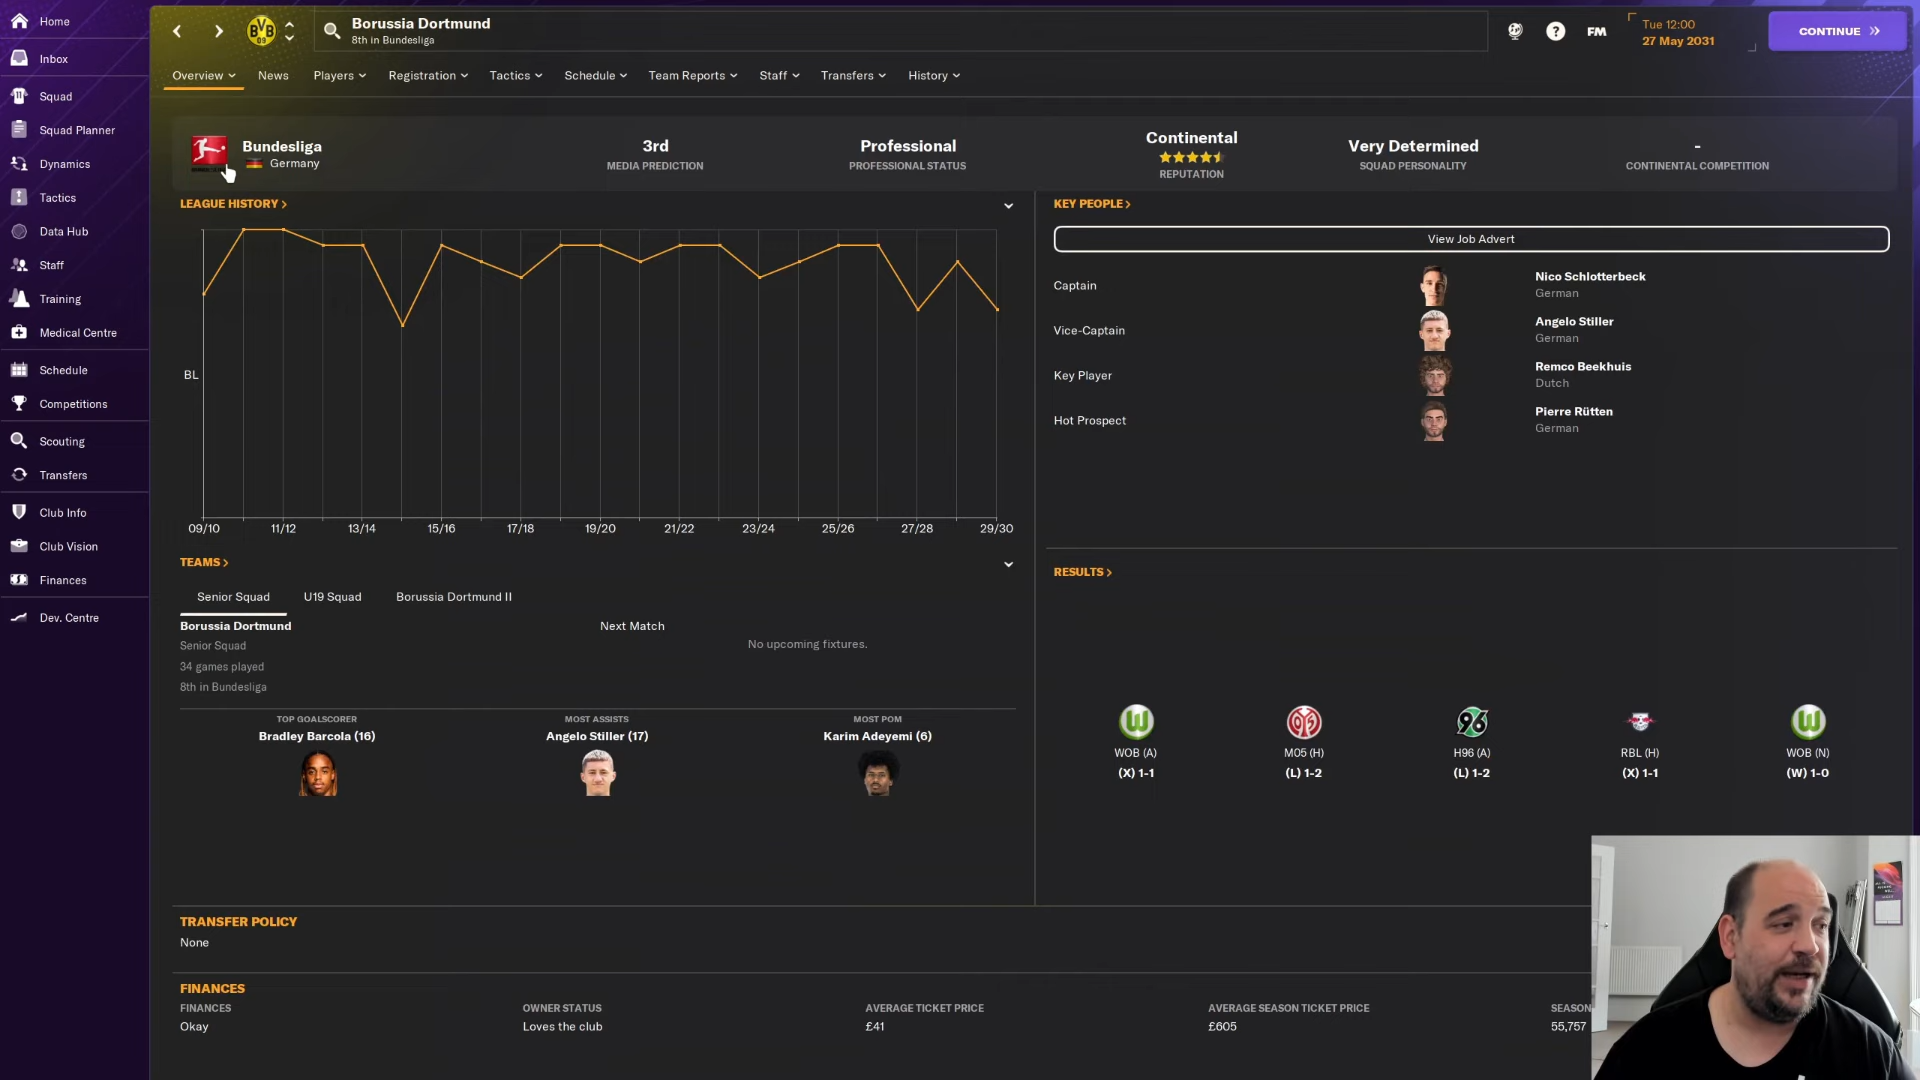 Home
Inbox
Squad
Squad Planner
Dynamics
Tactics
Data Hub
Staff
Training
Medical Centre
Schedule
Competitions
Scouting
Transfers
Club Info
Club Vision
Finances
Dev. Centre
Borussia Dortmund
8th in Bundesliga
FM
Tue 12:00
27 May 2031
CONTINUE
Overview News Players Registration Tactics Schedule Team Reports Staff Transfers History
Bundesliga
Germany
3rd
MEDIA PREDICTION
Professional
PROFESSIONAL STATUS
Continental
REPUTATION
Very Determined
SQUAD PERSONALITY
-
CONTINENTAL COMPETITION
LEAGUE HISTORY >
BL
09/10 11/12 13/14 15/16 17/18 19/20 21/22 23/24 25/26 27/28 29/30
KEY PEOPLE >
View Job Advert
Captain
Nico Schlotterbeck
German
Vice-Captain
Angelo Stiller
German
Key Player
Remco Beekhuis
Dutch
Hot Prospect
Pierre Rütten
German
TEAMS >
Senior Squad U19 Squad Borussia Dortmund II
Borussia Dortmund
Senior Squad
34 games played
8th in Bundesliga
Next Match
No upcoming fixtures.
TOP GOALSCORER
Bradley Barcola (16)
MOST ASSISTS
Angelo Stiller (17)
MOST POM
Karim Adeyemi (6)
RESULTS >
WOB (A)
(X) 1-1
M05 (H)
(L) 1-2
H96 (A)
(L) 1-2
RBL (H)
(X) 1-1
WOB (N)
(W) 1-0
TRANSFER POLICY
None
FINANCES
FINANCES
Okay
OWNER STATUS
Loves the club
AVERAGE TICKET PRICE
£41
AVERAGE SEASON TICKET PRICE
£605
SEASON
55,757